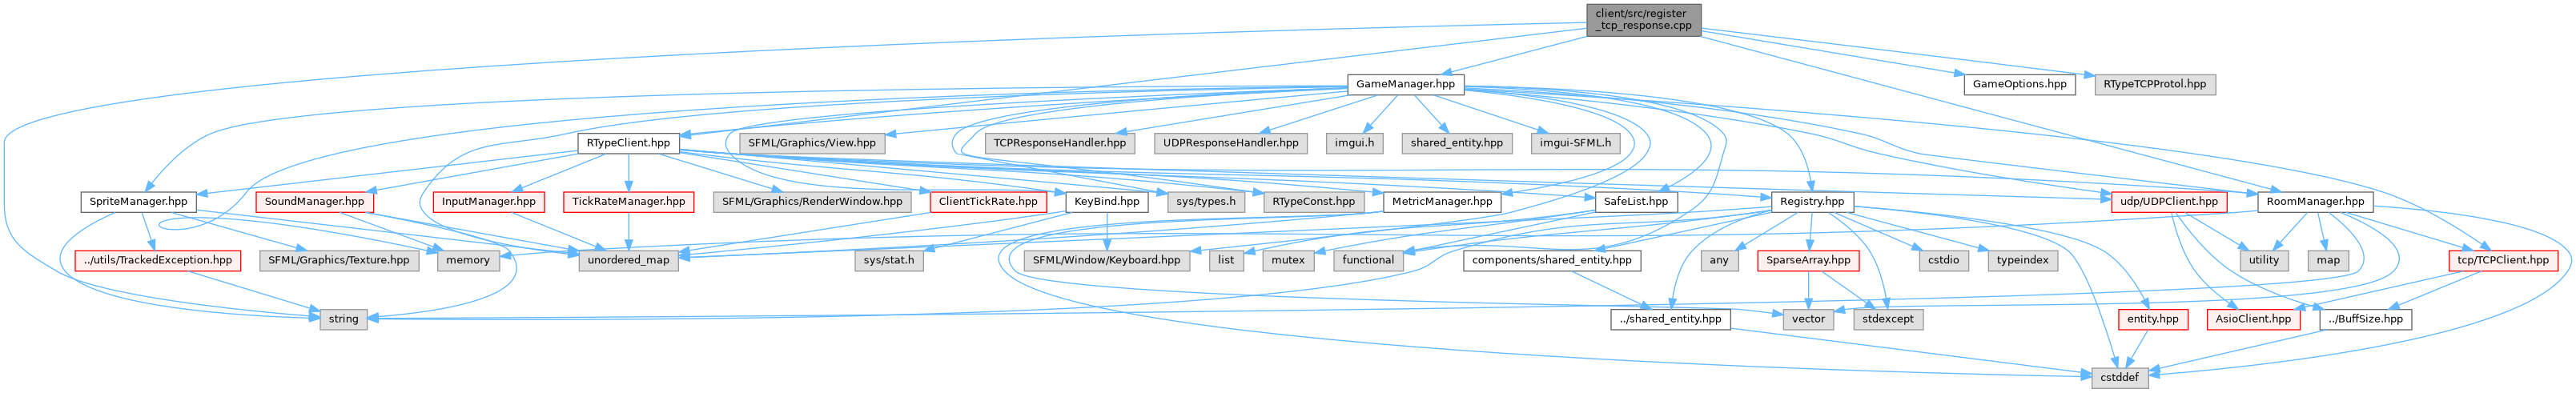 client/src/register
_tcp_response.cpp
GameManager.hpp
GameOptions.hpp
RTypeTCPProtol.hpp
RTypeClient.hpp
SFML/Graphics/View.hpp
TCPResponseHandler.hpp
UDPResponseHandler.hpp
imgui.h
shared_entity.hpp
imgui-SFML.h
SpriteManager.hpp
SoundManager.hpp
InputManager.hpp
TickRateManager.hpp
SFML/Graphics/RenderWindow.hpp
ClientTickRate.hpp
KeyBind.hpp
sys/types.h
RTypeConst.hpp
MetricManager.hpp
SafeList.hpp
Registry.hpp
udp/UDPClient.hpp
RoomManager.hpp
../utils/TrackedException.hpp
SFML/Graphics/Texture.hpp
memory
unordered_map
sys/stat.h
SFML/Window/Keyboard.hpp
list
mutex
functional
components/shared_entity.hpp
any
SparseArray.hpp
cstdio
typeindex
utility
map
tcp/TCPClient.hpp
string
../shared_entity.hpp
vector
stdexcept
entity.hpp
AsioClient.hpp
../BuffSize.hpp
cstddef